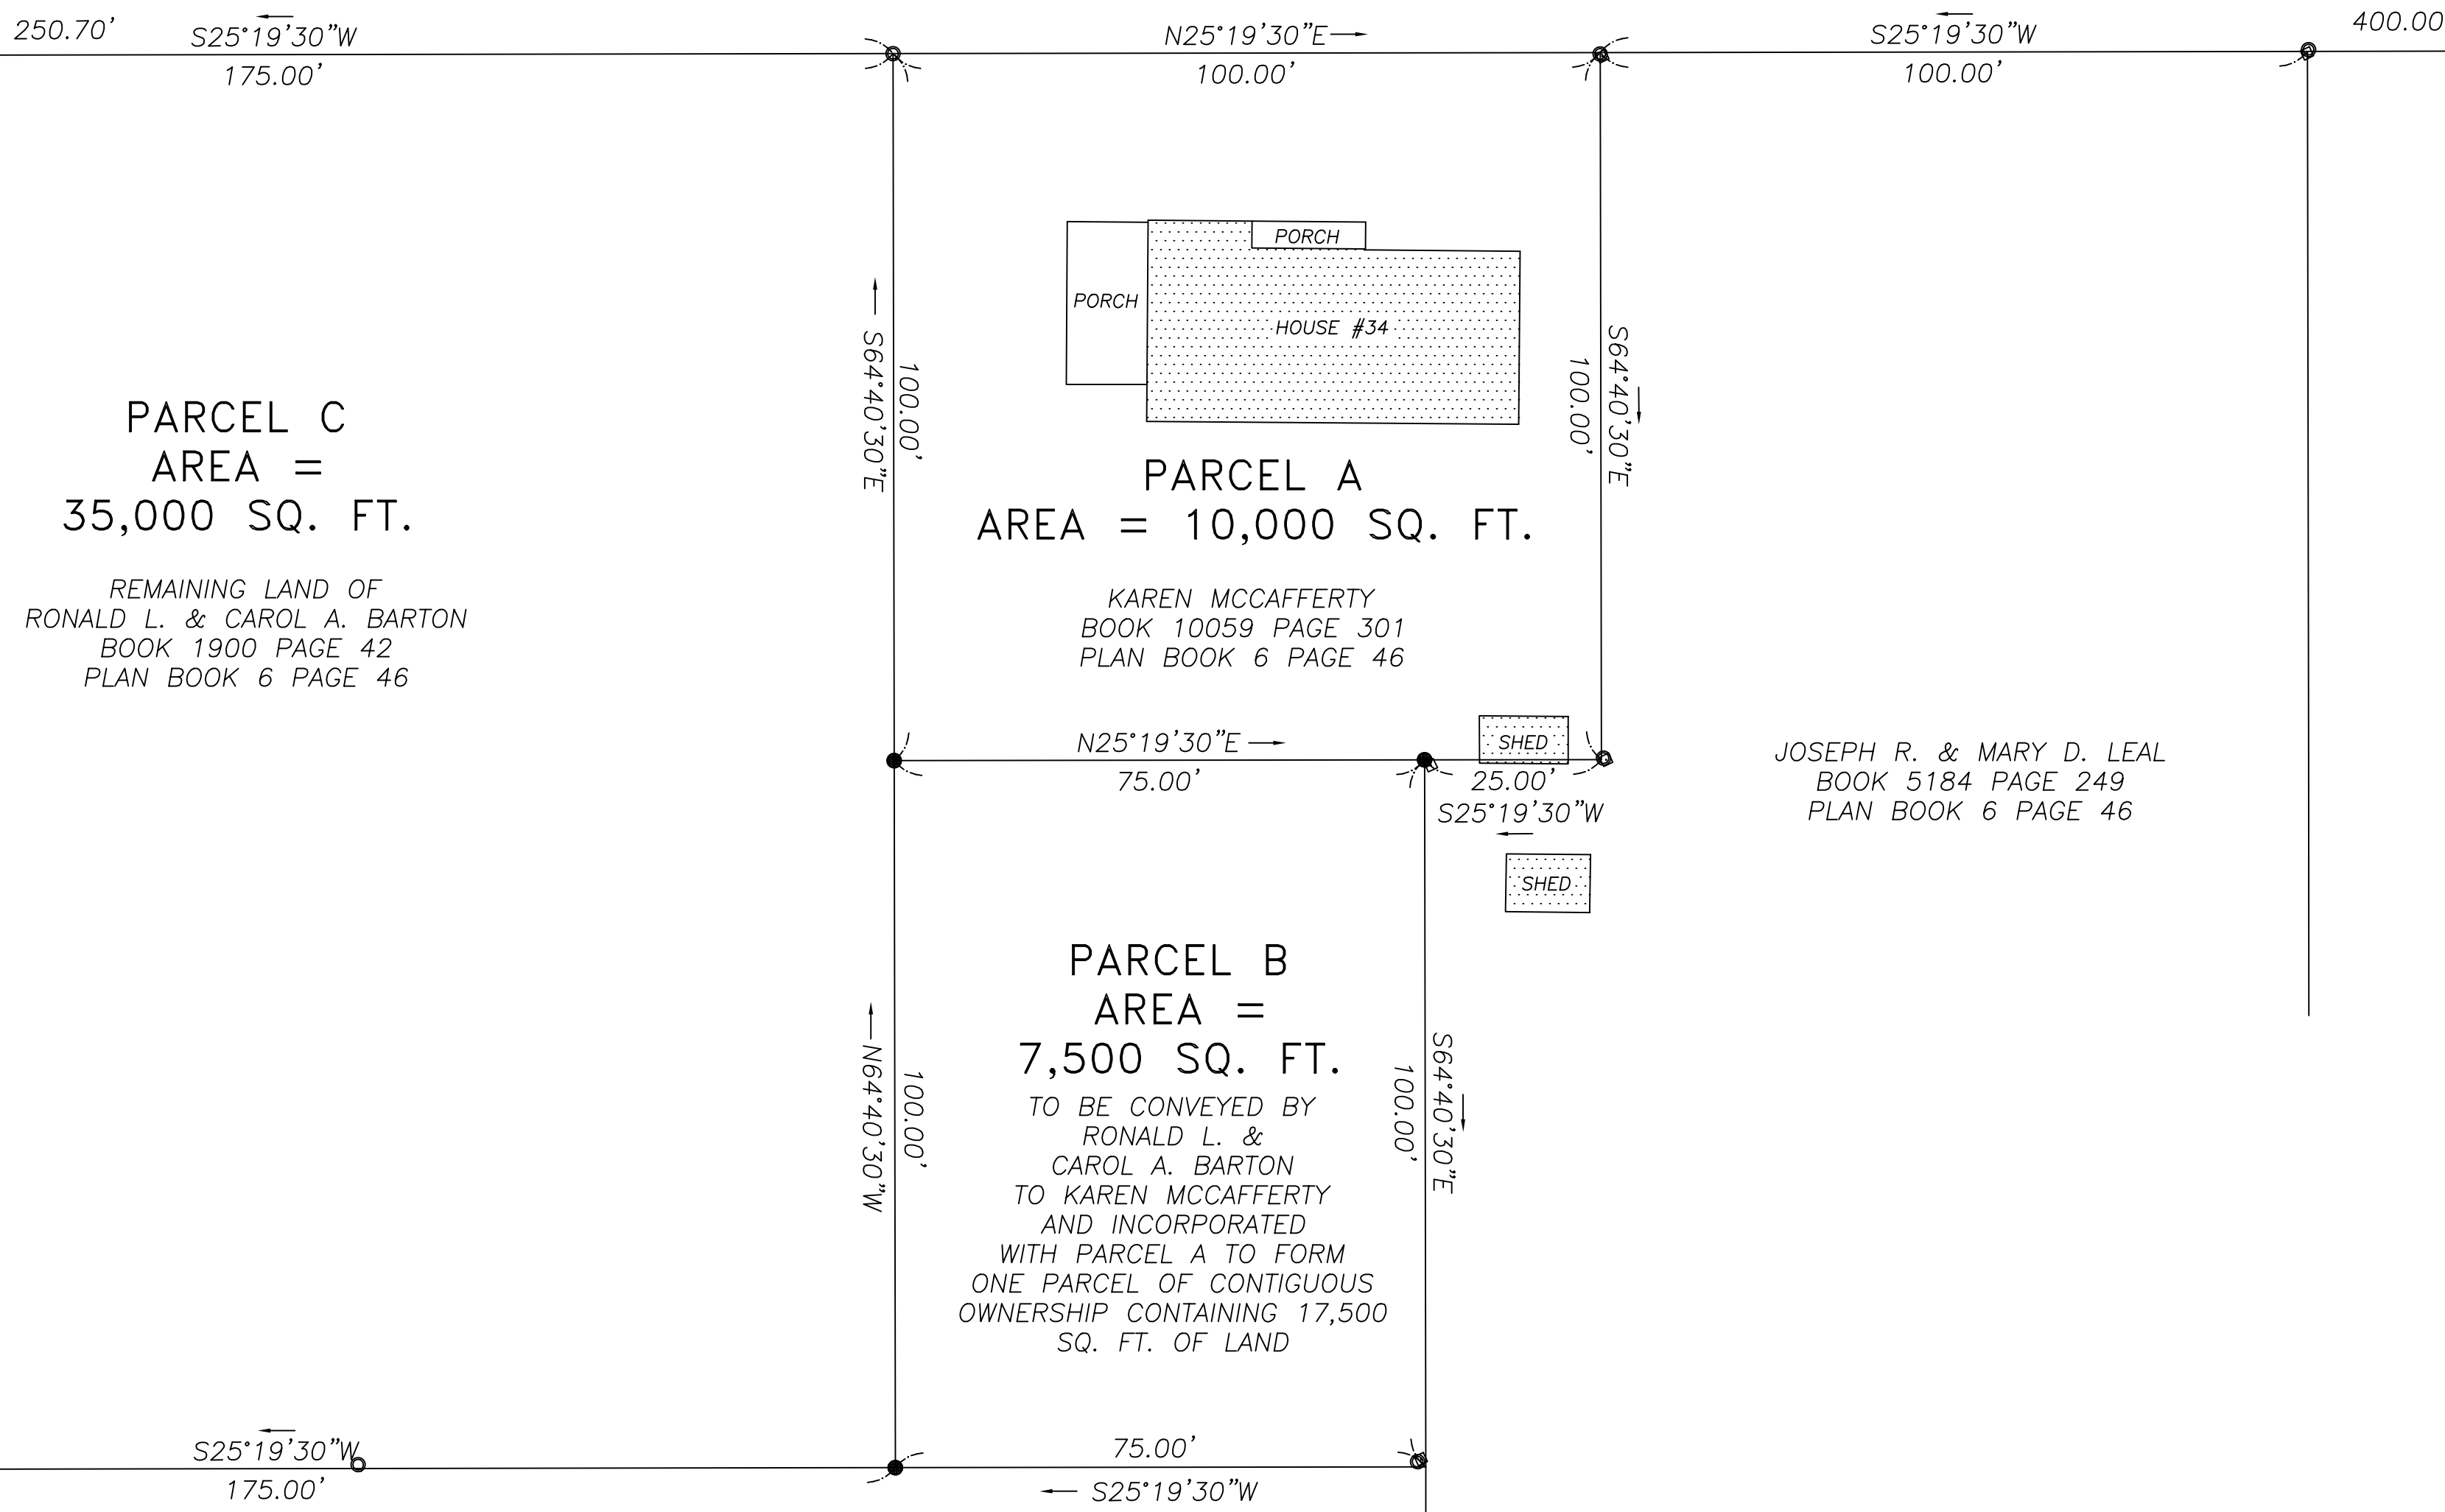 250.70'
S25°19'30"W
175.00'
N25°19'30"E
100.00'
S25°19'30"W
100.00'
400.00
PORCH
PORCH
HOUSE #34
S64°40'30"E
100.00'
100.00'
S64°40'30"E
PARCEL C
AREA =
35,000 SQ. FT.
REMAINING LAND OF
RONALD L. & CAROL A. BARTON
BOOK 1900 PAGE 42
PLAN BOOK 6 PAGE 46
PARCEL A
AREA = 10,000 SQ. FT.
KAREN MCCAFFERTY
BOOK 10059 PAGE 301
PLAN BOOK 6 PAGE 46
N25°19'30"E
75.00'
SHED
25.00'
S25°19'30"W
SHED
JOSEPH R. & MARY D. LEAL
BOOK 5184 PAGE 249
PLAN BOOK 6 PAGE 46
N64°40'30"W
100.00'
PARCEL B
AREA =
7,500 SQ. FT.
TO BE CONVEYED BY
RONALD L. &
CAROL A. BARTON
TO KAREN MCCAFFERTY
AND INCORPORATED
WITH PARCEL A TO FORM
ONE PARCEL OF CONTIGUOUS
OWNERSHIP CONTAINING 17,500
SQ. FT. OF LAND
100.00'
S64°40'30"E
S25°19'30"W
175.00'
75.00'
S25°19'30"W